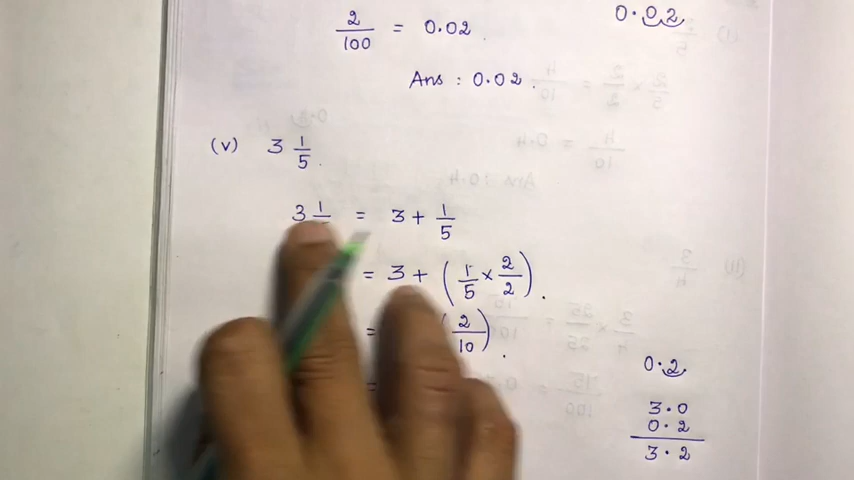 2/100 = 0.02
0.02
Ans : 0.02.
(v) 3 1/5.
3 1/ = 3 + 1/5
= 3 + (1/5 × 2/2).
= (2/10).
=
0.2
3.0
0.2
3.2